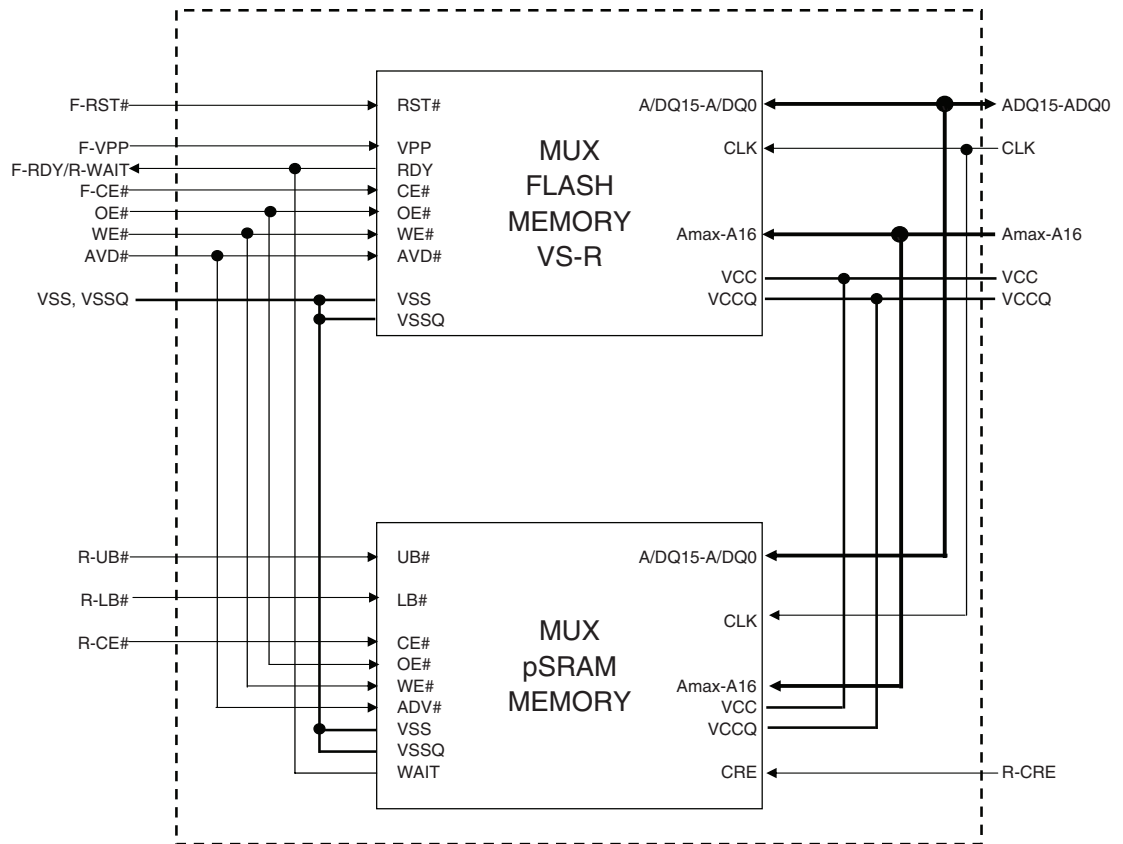 F-RST#
F-VPP
F-RDY/R-WAIT
F-CE#
OE#
WE#
AVD#
VSS, VSSQ
RST#
VPP
RDY
CE#
OE#
WE#
AVD#
VSS
VSSQ
MUX
FLASH
MEMORY
VS-R
A/DQ15-A/DQ0
CLK
Amax-A16
VCC
VCCQ
ADQ15-ADQ0
CLK
Amax-A16
VCC
VCCQ
R-UB#
R-LB#
R-CE#
UB#
LB#
CE#
OE#
WE#
ADV#
VSS
VSSQ
WAIT
MUX
pSRAM
MEMORY
A/DQ15-A/DQ0
CLK
Amax-A16
VCC
VCCQ
CRE
R-CRE